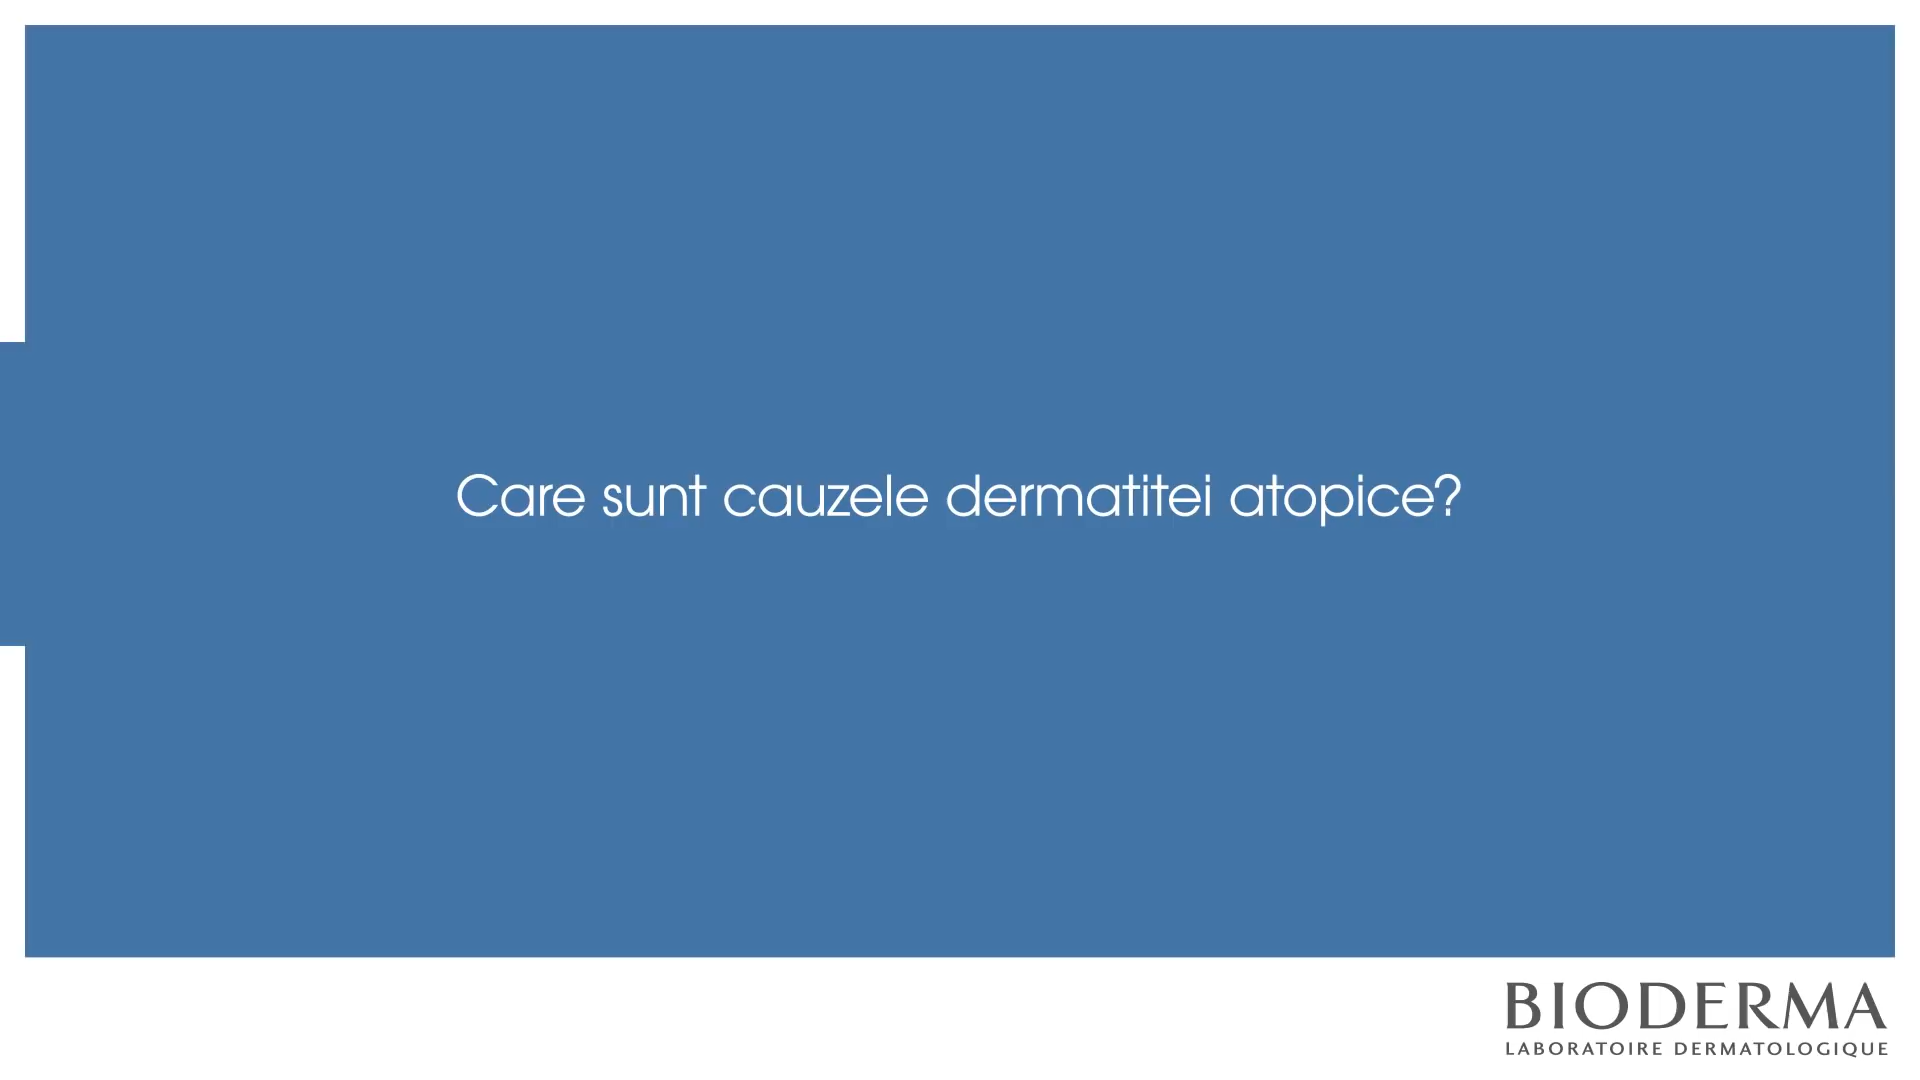 Care sunt cauzele dermatitei atopice?
BIODERMA
LABORATOIRE DERMATOLOGIQUE